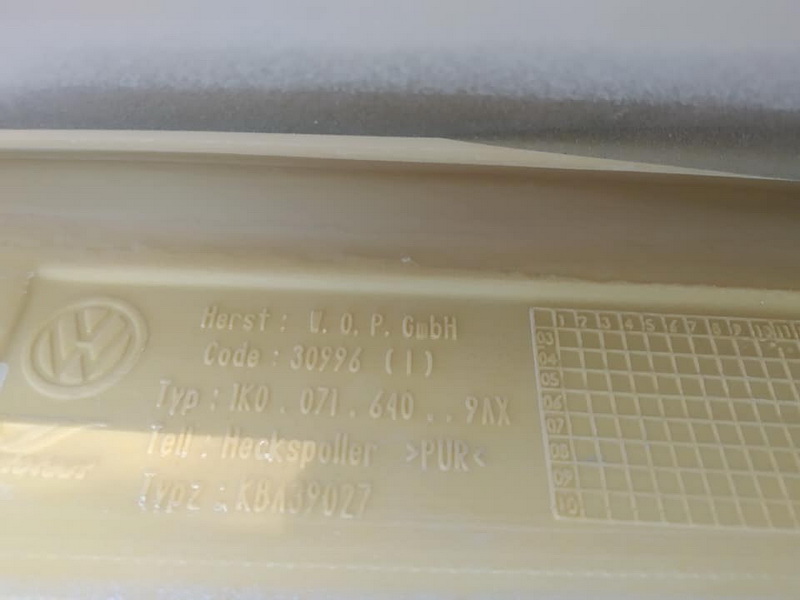 Herst : W.O.P. GmbH
Code : 30996 (1)
Typ : 1K0 . 071 . 640 . . 9AX
Teil : Heckspoiler >PUR<
Typz : KBA39027
1 2 3 4 5 6 7 8 9 10 11
03
04
05
06
07
08
09
10